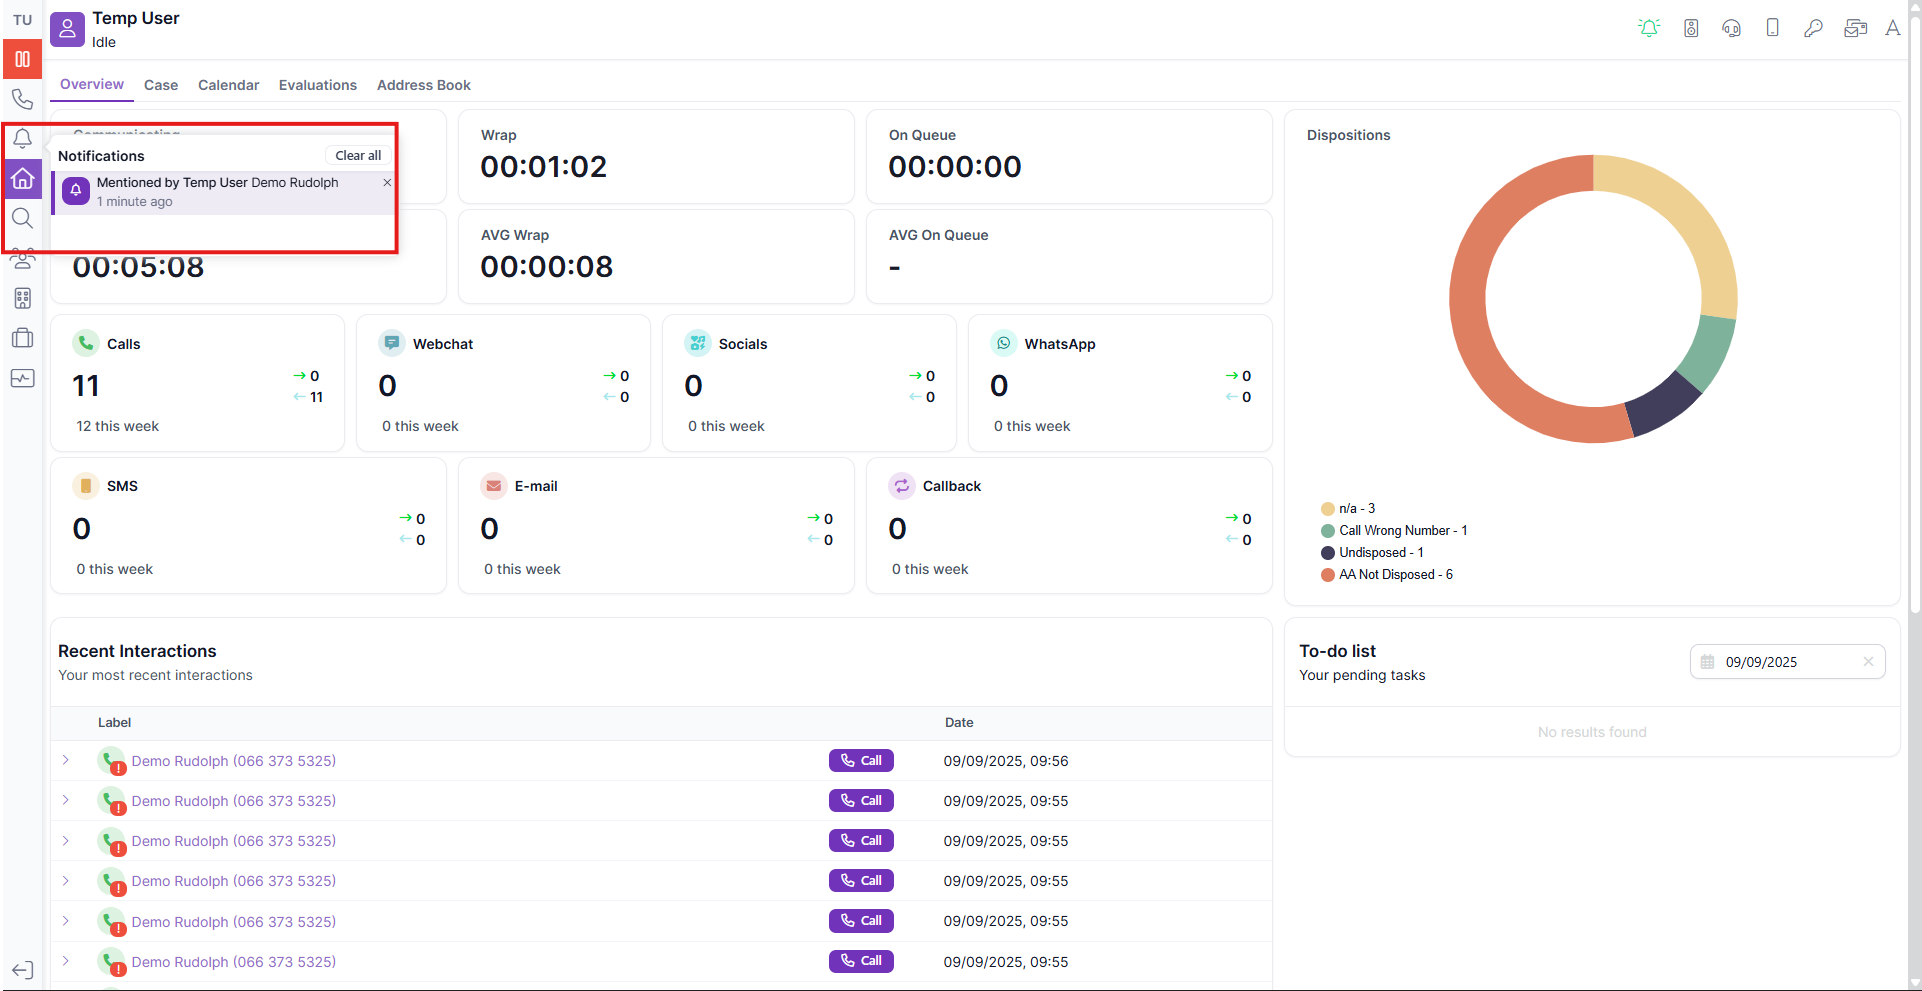 TU
Temp User
Idle
Overview
Case
Calendar
Evaluations
Address Book
Communicating
Notifications
Clear all
Mentioned by Temp User Demo Rudolph
1 minute ago
00:05:08
Wrap
00:01:02
On Queue
00:00:00
AVG Wrap
00:00:08
AVG On Queue
-
Calls
11
0
11
12 this week
Webchat
0
0
0
0 this week
Socials
0
0
0
0 this week
WhatsApp
0
0
0
0 this week
SMS
0
0
0
0 this week
E-mail
0
0
0
0 this week
Callback
0
0
0
0 this week
Dispositions
n/a - 3
Call Wrong Number - 1
Undisposed - 1
AA Not Disposed - 6
Recent Interactions
Your most recent interactions
Label Date
Demo Rudolph (066 373 5325) Call 09/09/2025, 09:56
Demo Rudolph (066 373 5325) Call 09/09/2025, 09:55
Demo Rudolph (066 373 5325) Call 09/09/2025, 09:55
Demo Rudolph (066 373 5325) Call 09/09/2025, 09:55
Demo Rudolph (066 373 5325) Call 09/09/2025, 09:55
Demo Rudolph (066 373 5325) Call 09/09/2025, 09:55
To-do list
Your pending tasks
09/09/2025
No results found